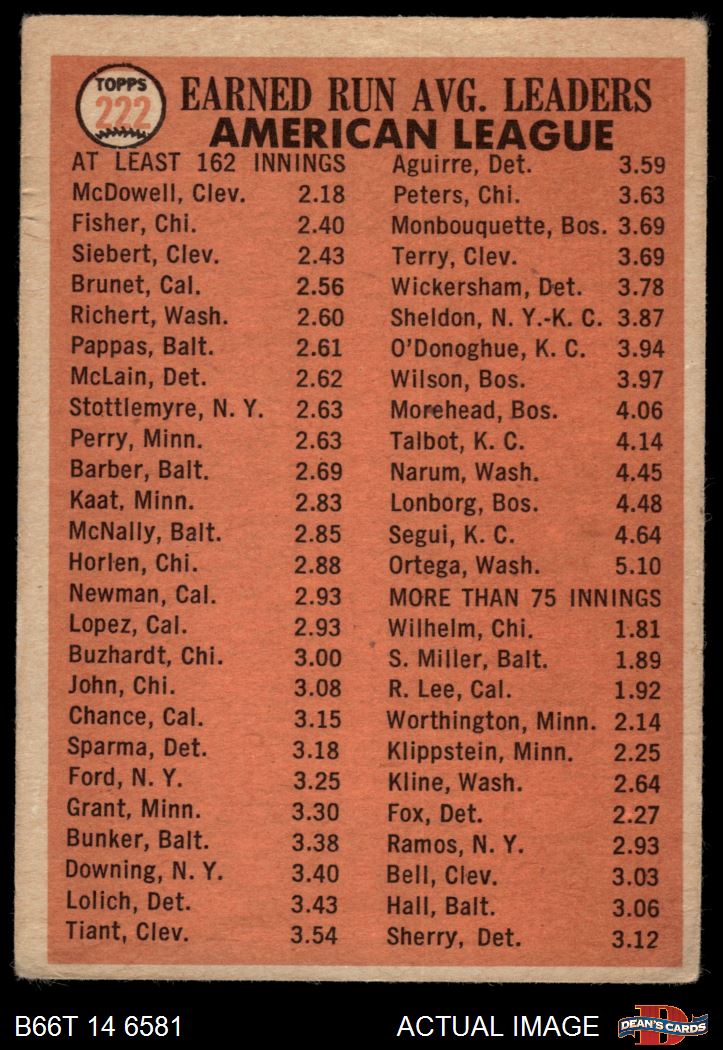 TOPPS
222
EARNED RUN AVG. LEADERS
AMERICAN LEAGUE
AT LEAST 162 INNINGS
McDowell, Clev. 2.18
Fisher, Chi. 2.40
Siebert, Clev. 2.43
Brunet, Cal. 2.56
Richert, Wash. 2.60
Pappas, Balt. 2.61
McLain, Det. 2.62
Stottlemyre, N. Y. 2.63
Perry, Minn. 2.63
Barber, Balt. 2.69
Kaat, Minn. 2.83
McNally, Balt. 2.85
Horlen, Chi. 2.88
Newman, Cal. 2.93
Lopez, Cal. 2.93
Buzhardt, Chi. 3.00
John, Chi. 3.08
Chance, Cal. 3.15
Sparma, Det. 3.18
Ford, N. Y. 3.25
Grant, Minn. 3.30
Bunker, Balt. 3.38
Downing, N. Y. 3.40
Lolich, Det. 3.43
Tiant, Clev. 3.54
Aguirre, Det. 3.59
Peters, Chi. 3.63
Monbouquette, Bos. 3.69
Terry, Clev. 3.69
Wickersham, Det. 3.78
Sheldon, N. Y.-K. C. 3.87
O'Donoghue, K. C. 3.94
Wilson, Bos. 3.97
Morehead, Bos. 4.06
Talbot, K. C. 4.14
Narum, Wash. 4.45
Lonborg, Bos. 4.48
Segui, K. C. 4.64
Ortega, Wash. 5.10
MORE THAN 75 INNINGS
Wilhelm, Chi. 1.81
S. Miller, Balt. 1.89
R. Lee, Cal. 1.92
Worthington, Minn. 2.14
Klippstein, Minn. 2.25
Kline, Wash. 2.64
Fox, Det. 2.27
Ramos, N. Y. 2.93
Bell, Clev. 3.03
Hall, Balt. 3.06
Sherry, Det. 3.12
B66T 14 6581
ACTUAL IMAGE
D
DEAN'S CARDS